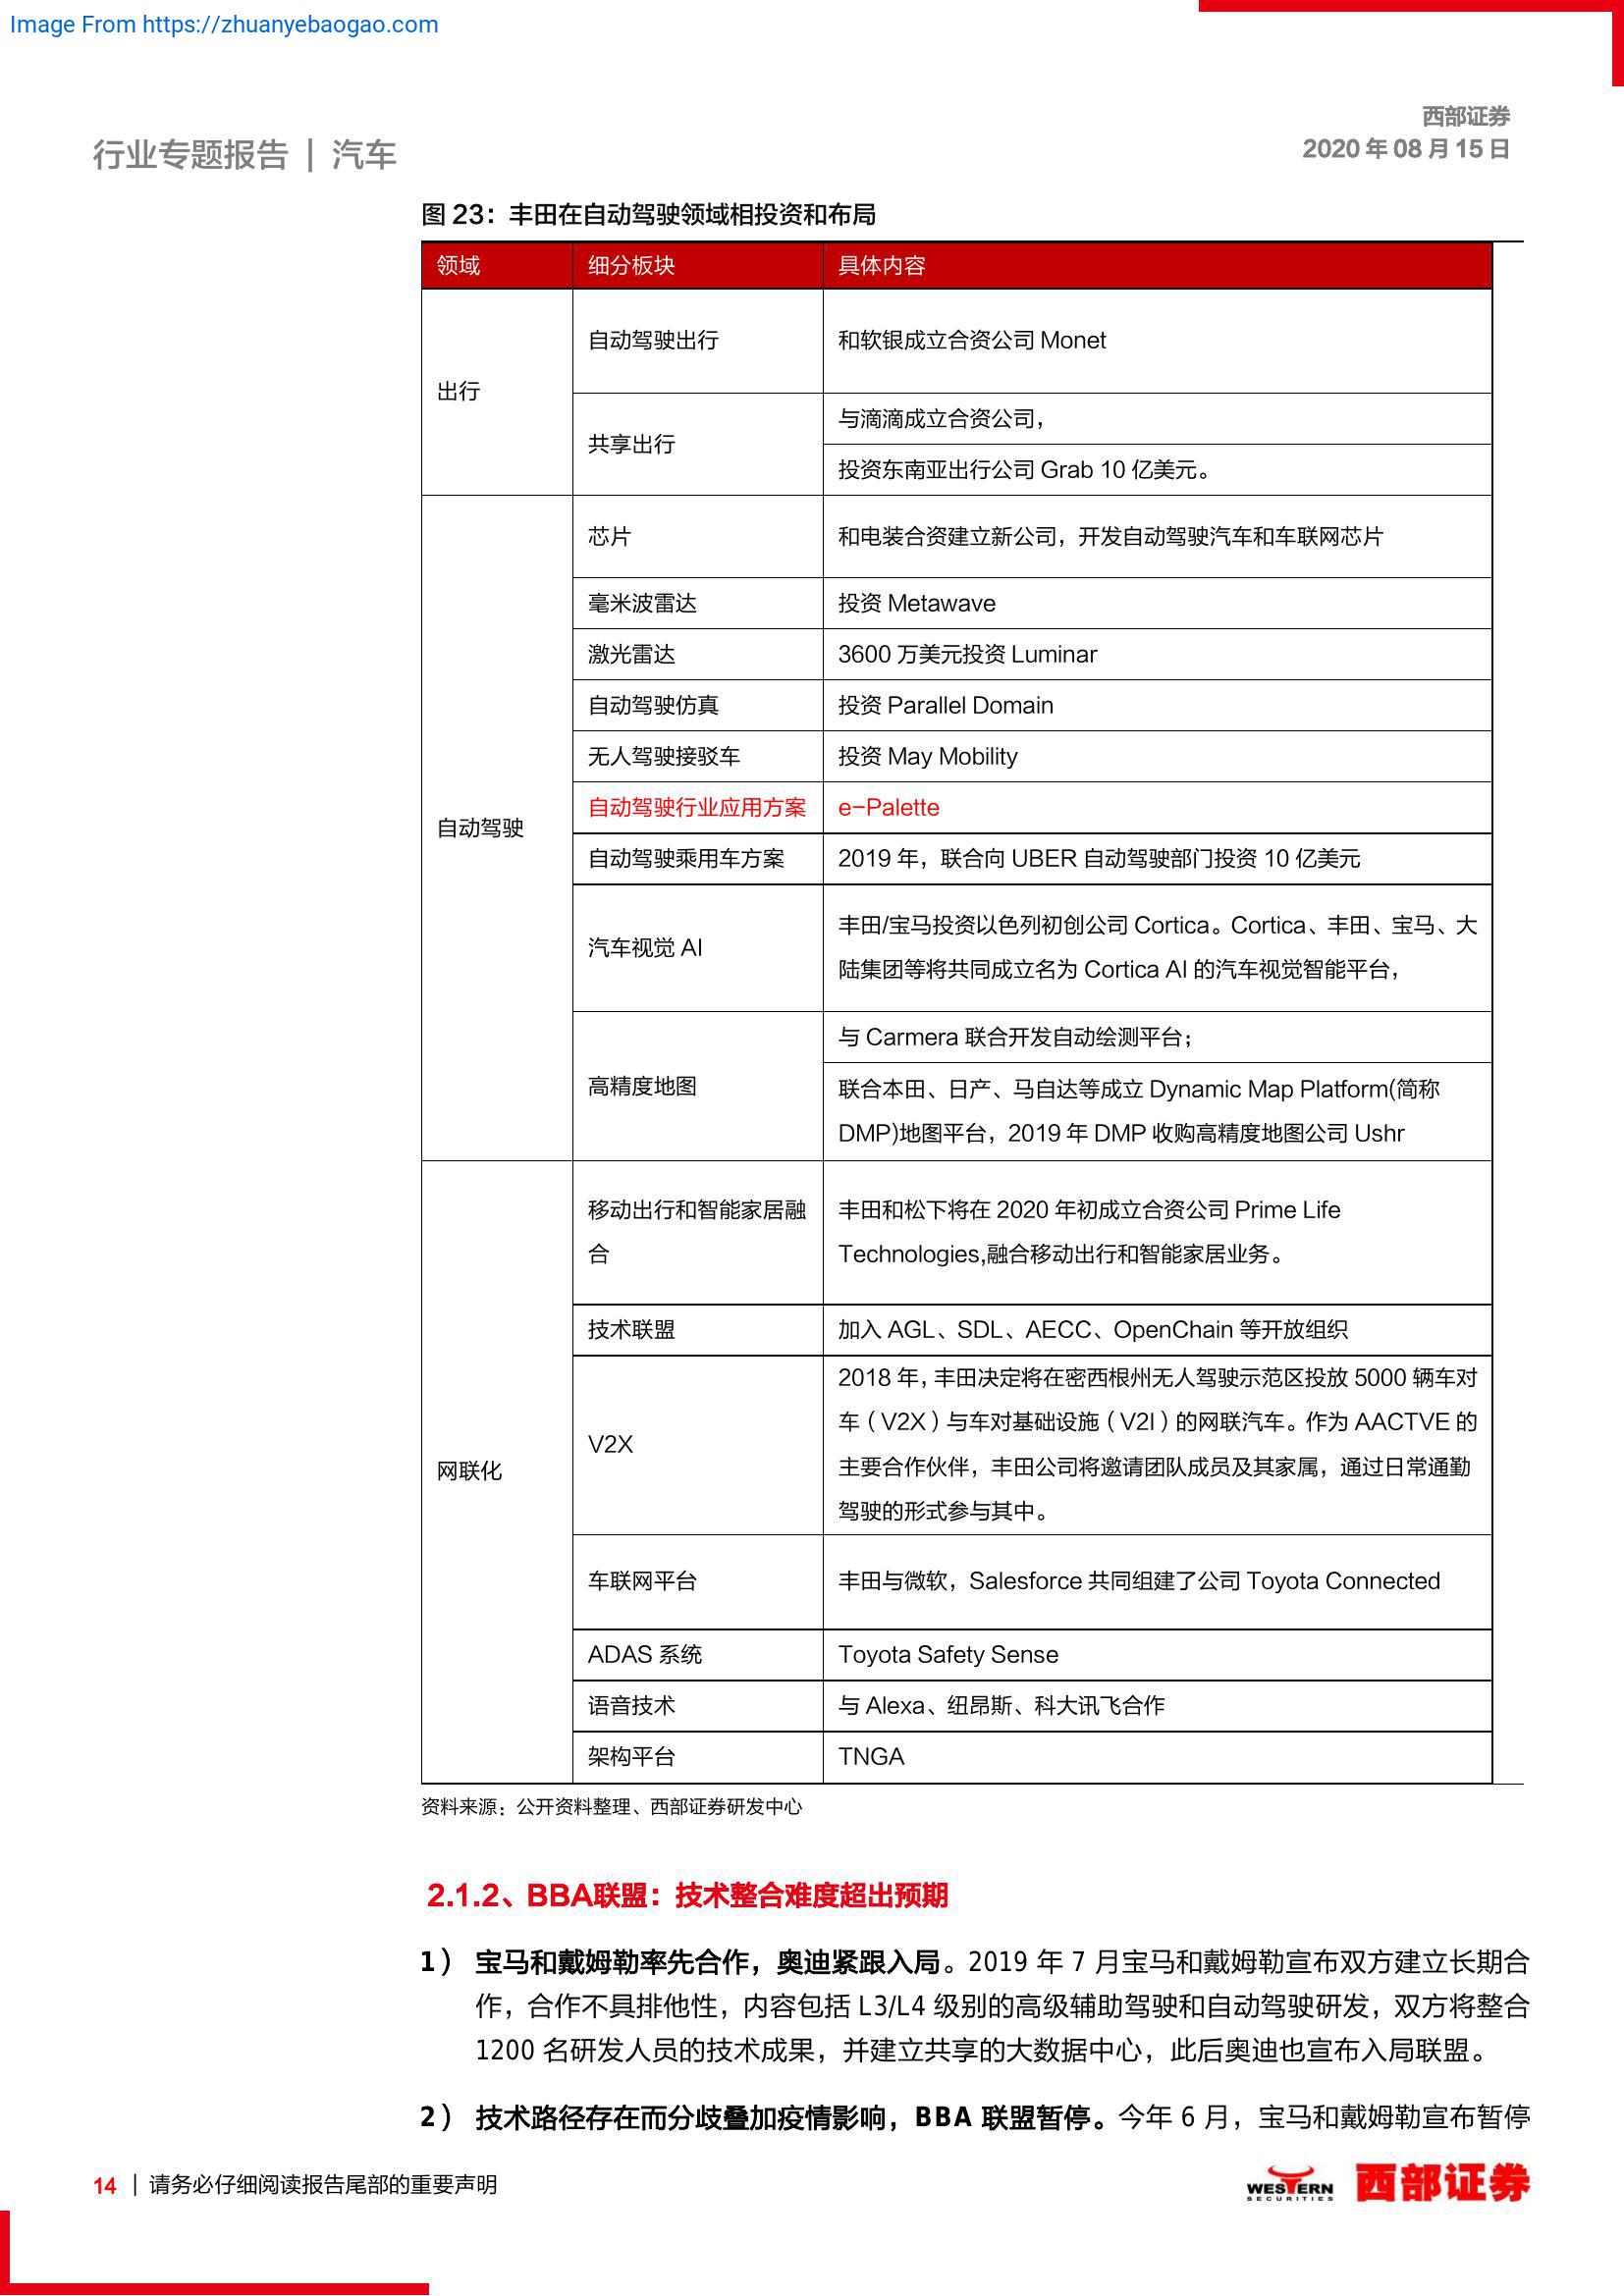 Image From https://zhuanyebaogao.com
西部证券
行业专题报告 | 汽车
2020 年 08 月 15 日
图 23：丰田在自动驾驶领域相投资和布局
领域 细分板块 具体内容
出行
自动驾驶出行 和软银成立合资公司 Monet
共享出行
与滴滴成立合资公司，
投资东南亚出行公司 Grab 10 亿美元。
自动驾驶
芯片 和电装合资建立新公司，开发自动驾驶汽车和车联网芯片
毫米波雷达 投资 Metawave
激光雷达 3600 万美元投资 Luminar
自动驾驶仿真 投资 Parallel Domain
无人驾驶接驳车 投资 May Mobility
自动驾驶行业应用方案 e-Palette
自动驾驶乘用车方案 2019 年，联合向 UBER 自动驾驶部门投资 10 亿美元
汽车视觉 AI
丰田/宝马投资以色列初创公司 Cortica。Cortica、丰田、宝马、大
陆集团等将共同成立名为 Cortica AI 的汽车视觉智能平台，
高精度地图
与 Carmera 联合开发自动绘测平台；
联合本田、日产、马自达等成立 Dynamic Map Platform(简称
DMP)地图平台，2019 年 DMP 收购高精度地图公司 Ushr
网联化
移动出行和智能家居融
合
丰田和松下将在 2020 年初成立合资公司 Prime Life
Technologies,融合移动出行和智能家居业务。
技术联盟 加入 AGL、SDL、AECC、OpenChain 等开放组织
V2X
2018 年，丰田决定将在密西根州无人驾驶示范区投放 5000 辆车对
车（V2X）与车对基础设施（V2I）的网联汽车。作为 AACTVE 的
主要合作伙伴，丰田公司将邀请团队成员及其家属，通过日常通勤
驾驶的形式参与其中。
车联网平台 丰田与微软，Salesforce 共同组建了公司 Toyota Connected
ADAS 系统 Toyota Safety Sense
语音技术 与 Alexa、纽昂斯、科大讯飞合作
架构平台 TNGA
资料来源：公开资料整理、西部证券研发中心
2.1.2、BBA联盟：技术整合难度超出预期
1） 宝马和戴姆勒率先合作，奥迪紧跟入局。2019 年 7 月宝马和戴姆勒宣布双方建立长期合
作，合作不具排他性，内容包括 L3/L4 级别的高级辅助驾驶和自动驾驶研发，双方将整合
1200 名研发人员的技术成果，并建立共享的大数据中心，此后奥迪也宣布入局联盟。
2） 技术路径存在而分歧叠加疫情影响，BBA 联盟暂停。今年 6 月，宝马和戴姆勒宣布暂停
14 | 请务必仔细阅读报告尾部的重要声明
WESTERN
SECURITIES
西部证券